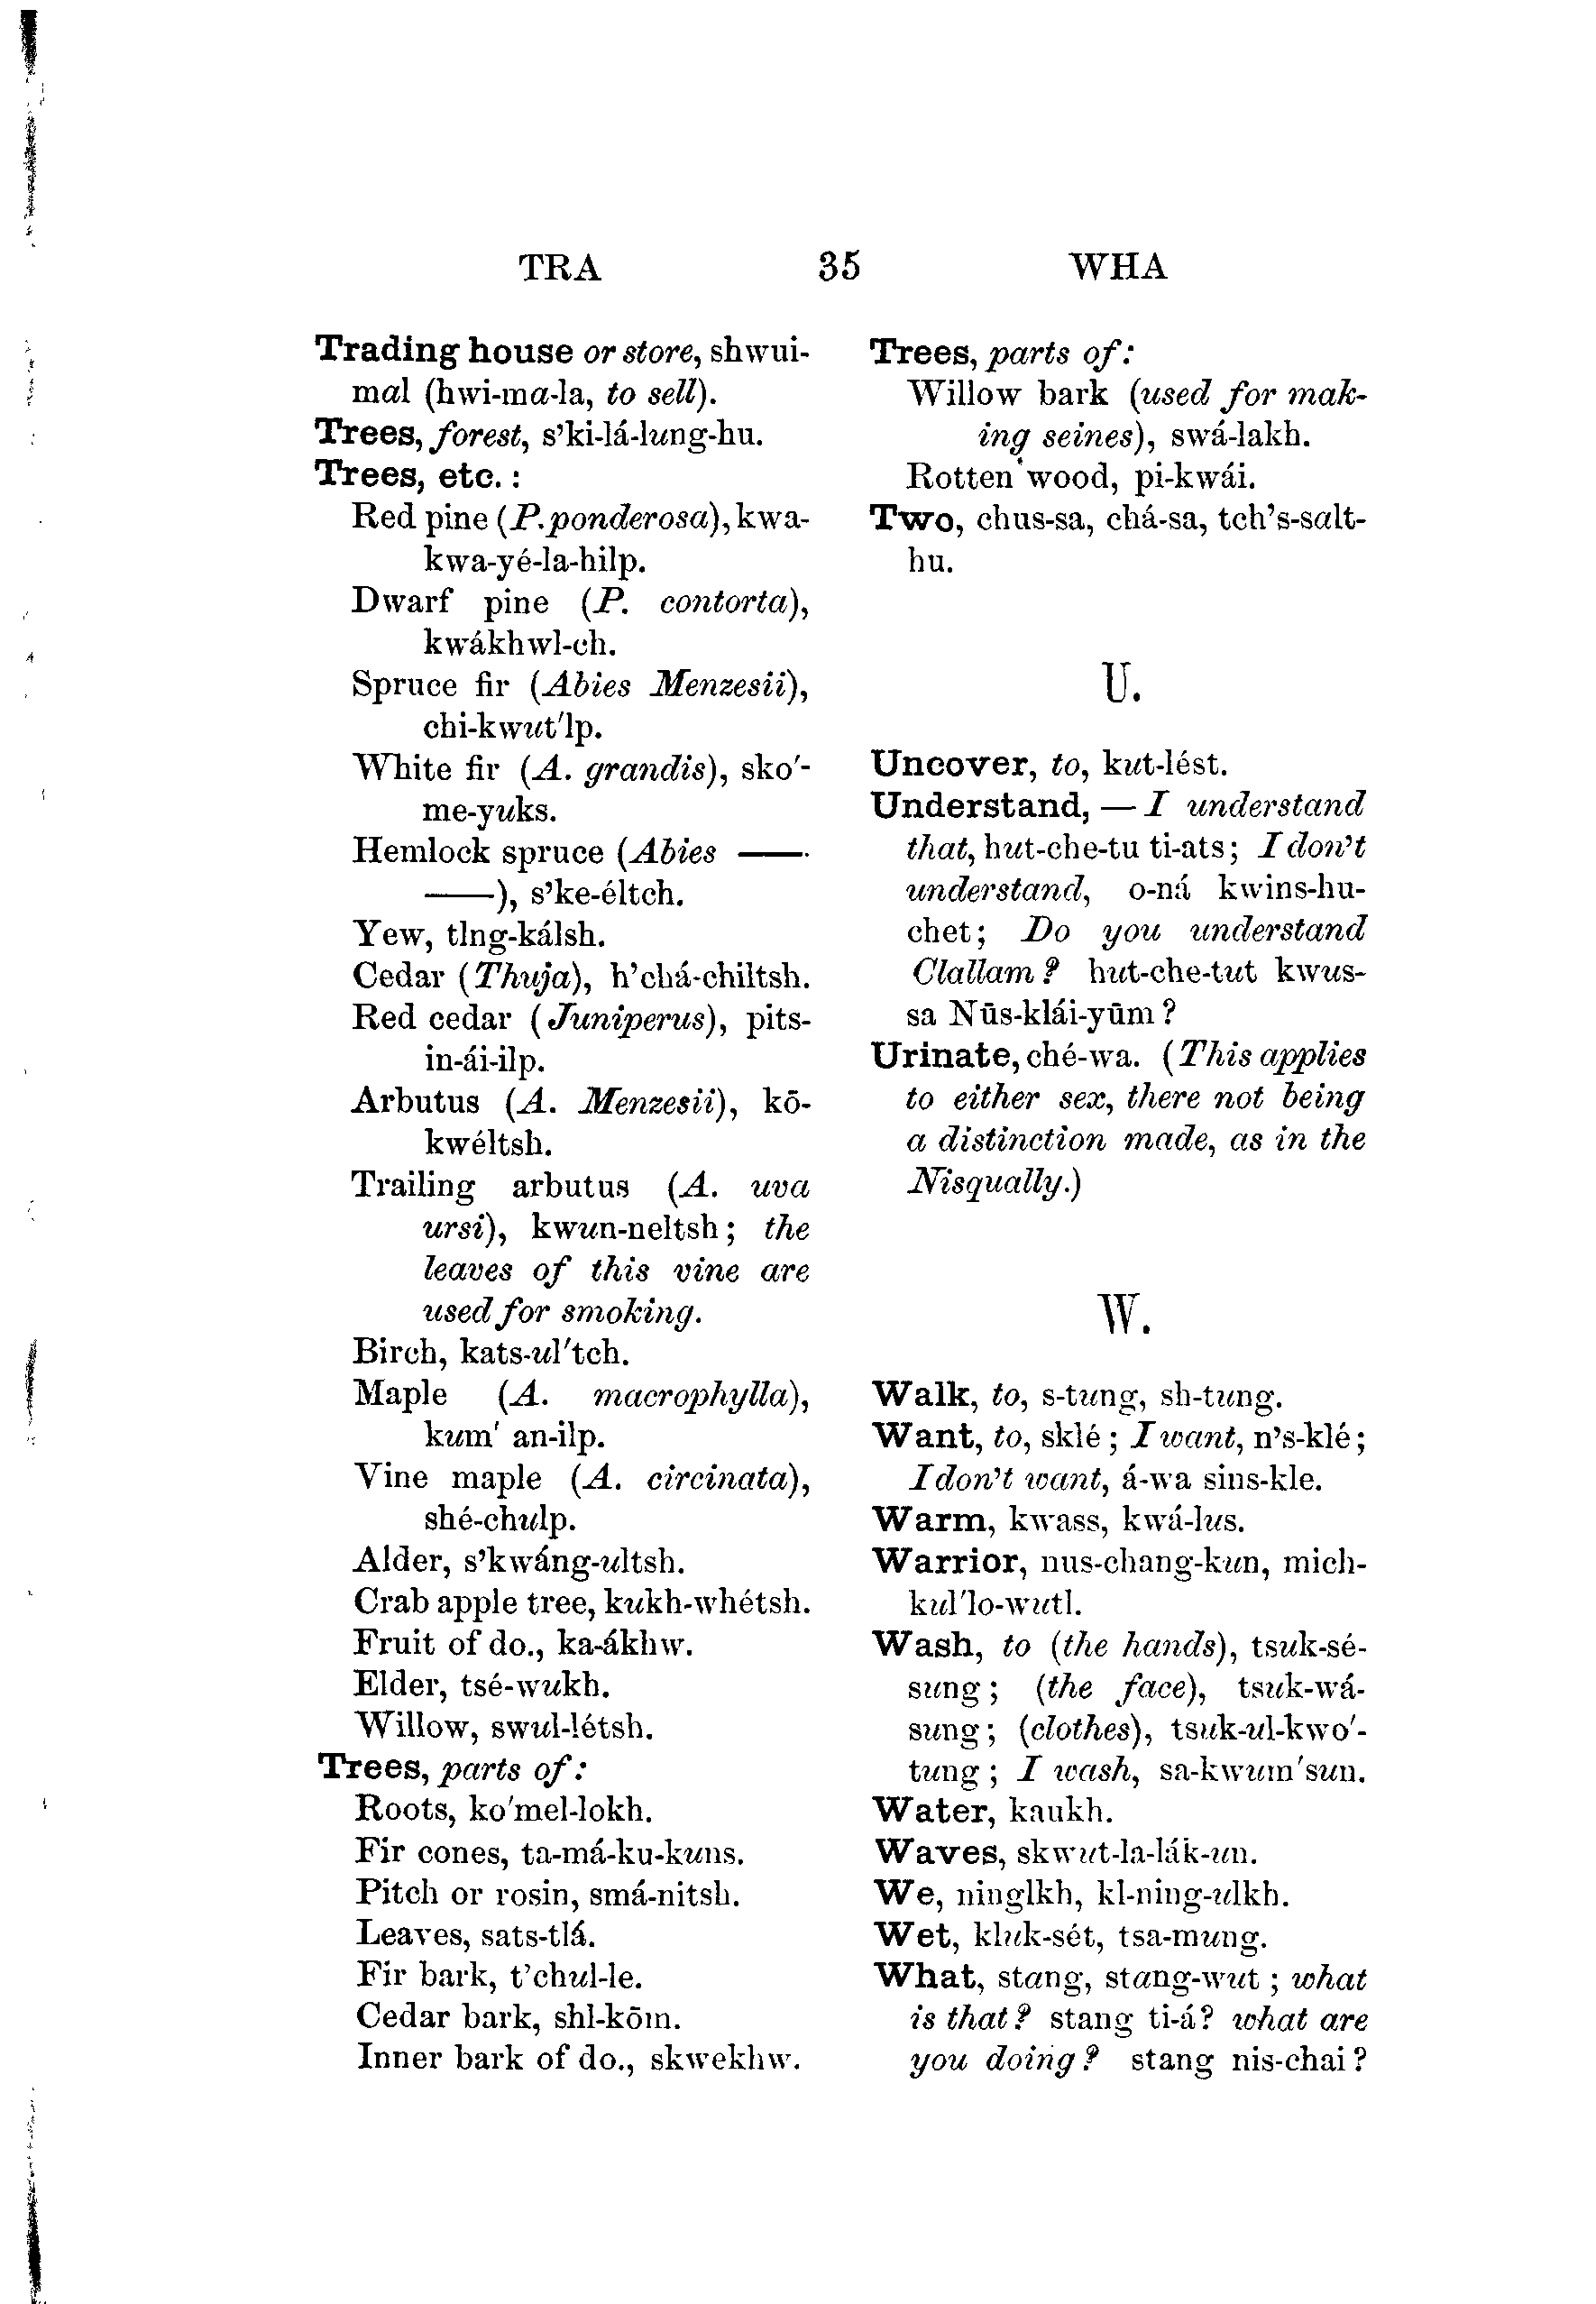 TRA 35 WHA
Trading house or store, shwui-
mal (hwi-ma-la, to sell).
Trees, forest, s’ki-lá-lung-hu.
Trees, etc. :
Red pine (P. ponderosa), kwa-
kwa-yé-la-hilp.
Dwarf pine (P. contorta),
kwákhwl-ch.
Spruce fir (Abies Menzesii),
chi-kwut′lp.
White fir (A. grandis), sko′-
me-yuks.
Hemlock spruce (Abies ——
——), s’ke-éltch.
Yew, tlng-kálsh.
Cedar (Thuja), h’chá-chiltsh.
Red cedar (Juniperus), pits-
in-ái-ilp.
Arbutus (A. Menzesii), kō-
kwéltsh.
Trailing arbutus (A. uva
ursi), kwun-neltsh; the
leaves of this vine are
used for smoking.
Birch, kats-ul′tch.
Maple (A. macrophylla),
kum′ an-ilp.
Vine maple (A. circinata),
shé-chulp.
Alder, s’kwáng-ultsh.
Crab apple tree, kukh-whétsh.
Fruit of do., ka-ákhw.
Elder, tsé-wukh.
Willow, swul-létsh.
Trees, parts of:
Roots, ko′mel-lokh.
Fir cones, ta-má-ku-kuns.
Pitch or rosin, smá-nitsh.
Leaves, sats-tlá.
Fir bark, t’chul-le.
Cedar bark, shl-kōm.
Inner bark of do., skwekhw.
Trees, parts of:
Willow bark (used for mak-
ing seines), swá-lakh.
Rotten wood, pi-kwái.
Two, chus-sa, chá-sa, tch’s-salt-
hu.
U.
Uncover, to, kut-lést.
Understand, — I understand
that, hut-che-tu ti-ats; I don’t
understand, o-ná kwins-hu-
chet; Do you understand
Clallam? hut-che-tut kwus-
sa Nūs-klái-yūm?
Urinate, ché-wa. (This applies
to either sex, there not being
a distinction made, as in the
Nisqually.)
W.
Walk, to, s-tung, sh-tung.
Want, to, sklé; I want, n’s-klé;
I don’t want, á-wa sins-kle.
Warm, kwass, kwá-lus.
Warrior, nus-chang-kun, mich-
kul′lo-wutl.
Wash, to (the hands), tsuk-sé-
sung; (the face), tsuk-wá-
sung; (clothes), tsuk-ul-kwo′-
tung; I wash, sa-kwum′sun.
Water, kaukh.
Waves, skwut-la-lák-un.
We, ninglkh, kl-ning-ulkh.
Wet, kluk-sét, tsa-mung.
What, stang, stang-wut; what
is that? stang ti-á? what are
you doing? stang nis-chai?